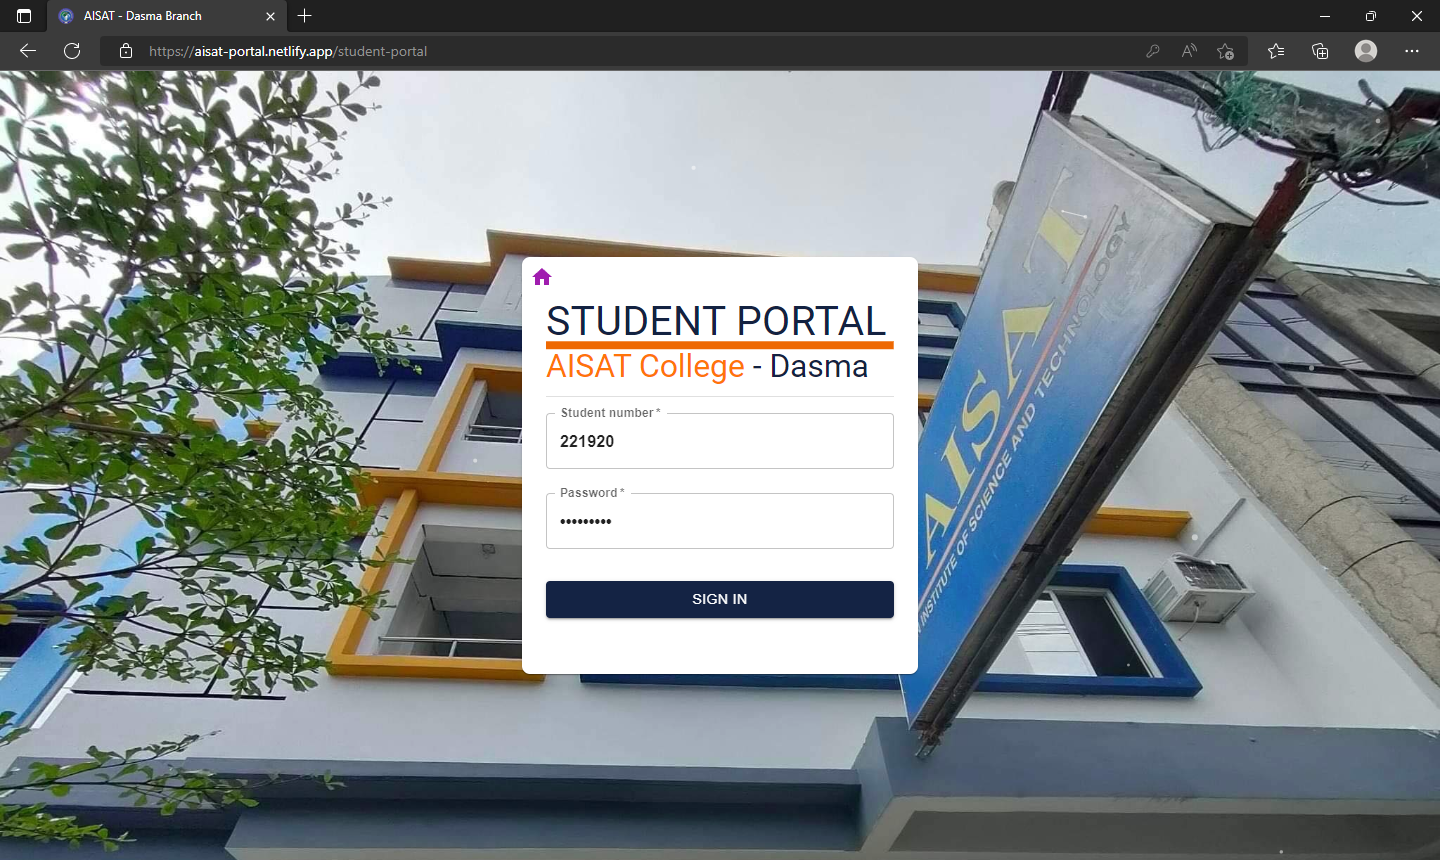 AISAT - Dasma Branch
https://aisat-portal.netlify.app/student-portal
STUDENT PORTAL
AISAT College - Dasma
Student number *
221920
Password *
•••••••••
SIGN IN
AISAT
INSTITUTE OF SCIENCE AND TECHNOLOGY